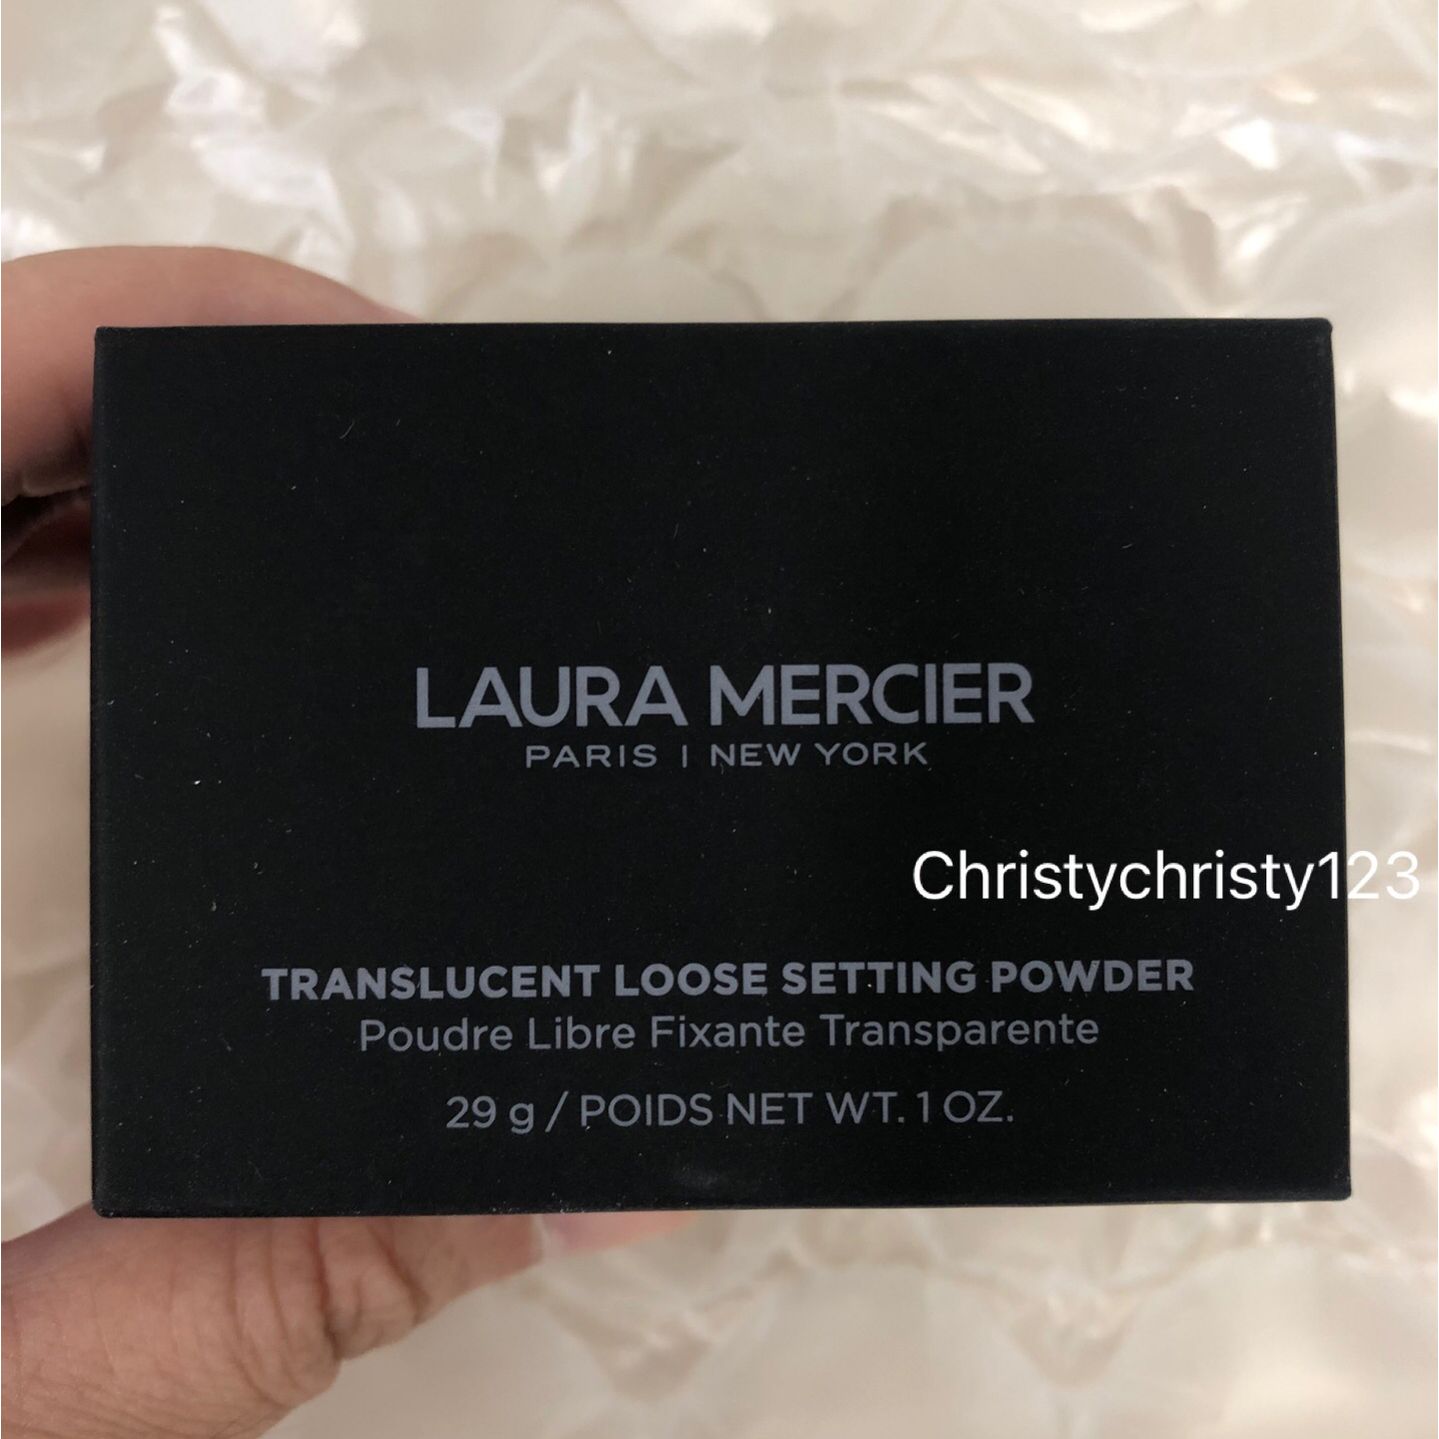 LAURA MERCIER
PARIS | NEW YORK
Christychristy123
TRANSLUCENT LOOSE SETTING POWDER
Poudre Libre Fixante Transparente
29 g / POIDS NET WT. 1 OZ.